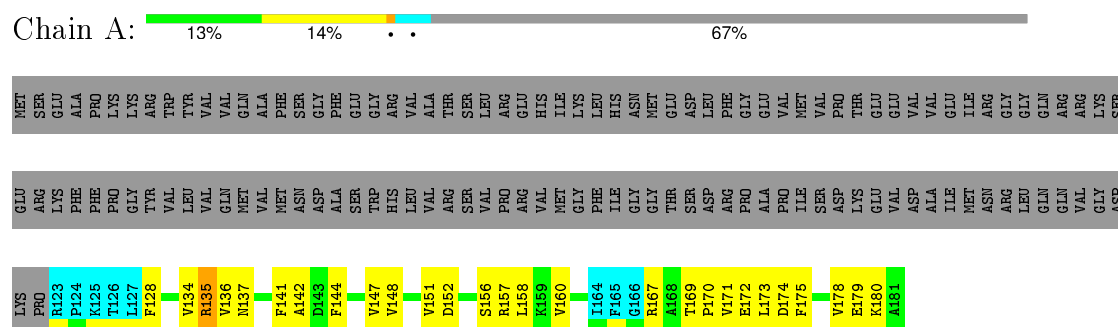 Chain A:
13% 14% • • 67%
MET SER GLU ALA PRO LYS LYS ARG TRP TYR VAL VAL GLN ALA PHE SER GLY PHE GLU GLY ARG VAL ALA THR SER LEU ARG GLU HIS ILE LYS LEU HIS ASN MET GLU ASP LEU PHE GLY GLU VAL MET VAL PRO THR GLU GLU VAL VAL GLU ILE ARG GLY GLY GLN ARG ARG LYS SER
GLU ARG LYS PHE PHE PRO GLY TYR VAL LEU VAL GLN MET VAL MET ASN ASP ALA SER TRP HIS LEU VAL ARG SER VAL PRO ARG VAL MET GLY PHE ILE GLY GLY THR SER ASP ARG PRO ALA PRO ILE SER ASP LYS GLU VAL ASP ALA ILE MET ASN ARG LEU GLN GLN VAL GLY ASP
LYS PRO R123 P124 K125 T126 L127 F128 V134 R135 V136 N137 F141 A142 D143 F144 V147 V148 V151 D152 S156 R157 L158 K159 V160 I164 F165 G166 R167 A168 T169 P170 V171 E172 L173 D174 F175 V178 E179 K180 A181